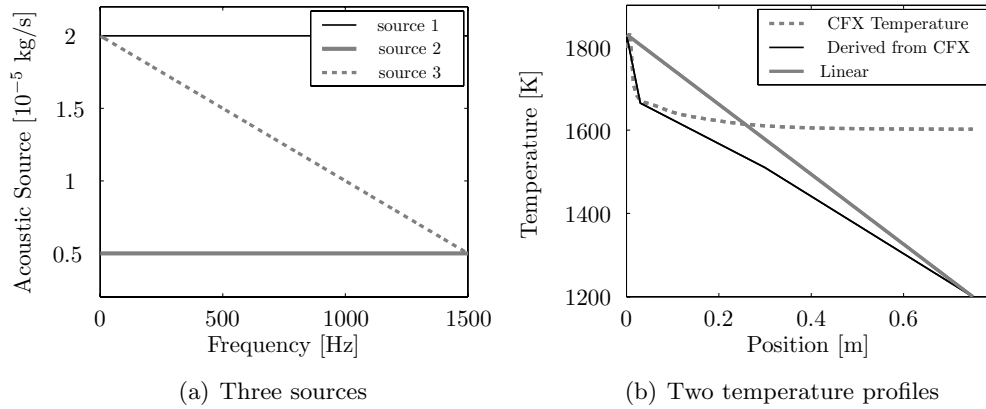 source 1
source 2
source 3
2
1.5
1
0.5
Acoustic Source [10⁻⁵ kg/s]
0
500
1000
1500
Frequency [Hz]
(a) Three sources
CFX Temperature
Derived from CFX
Linear
1800
1600
1400
1200
Temperature [K]
0
0.2
0.4
0.6
Position [m]
(b) Two temperature profiles